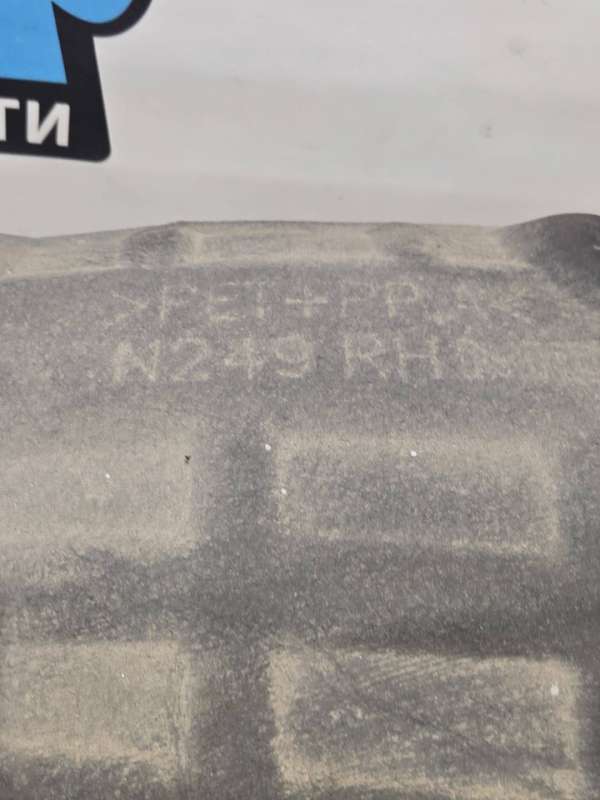 ТИ
>PET+PP.A<
N249 RH